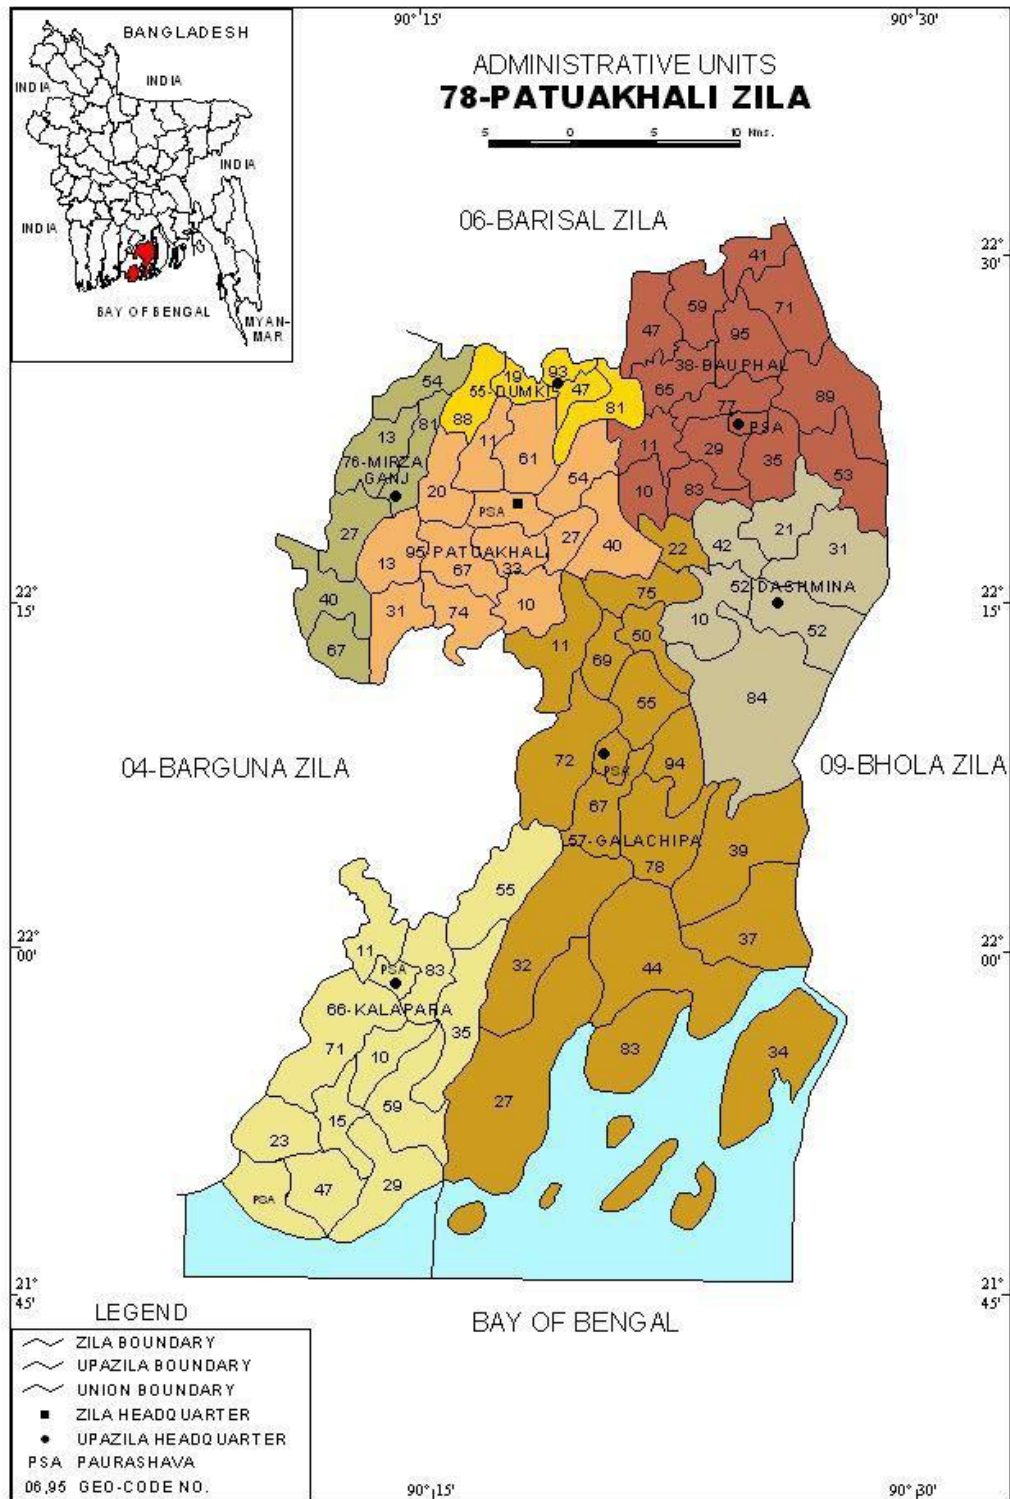 90° 15'
90° 30'
BANGLADESH
INDIA
INDIA
INDIA
INDIA
BAY OF BENGAL
MYAN-
MAR
ADMINISTRATIVE UNITS
78-PATUAKHALI ZILA
5 0 5 10 Nms.
06-BARISAL ZILA
22°
30'
22°
30'
41
59
71
47
95
38-BAUPHAL
65
89
77
PSA
11
29
35
53
10
83
54
19
93
55-DUMKI
47
81
88
81
13
76-MIRZA
GANJ
27
40
67
11
61
54
20
PSA
95-PATUAKHALI
27
40
13
67
33
31
74
10
22°
15'
22°
15'
42
21
31
52-DASHMINA
10
52
84
22
75
11
50
69
55
72
PSA
94
67
57-GALACHIPA
78
39
37
32
44
83
34
27
04-BARGUNA ZILA
09-BHOLA ZILA
22°
00'
22°
00'
55
11
PSA
83
66-KALAPARA
35
71
10
59
15
23
PSA
47
29
21°
45'
21°
45'
BAY OF BENGAL
LEGEND
ZILA BOUNDARY
UPAZILA BOUNDARY
UNION BOUNDARY
ZILA HEADQUARTER
UPAZILA HEADQUARTER
PSA PAURASHAVA
06,95 GEO-CODE NO.
90° 15'
90° 30'